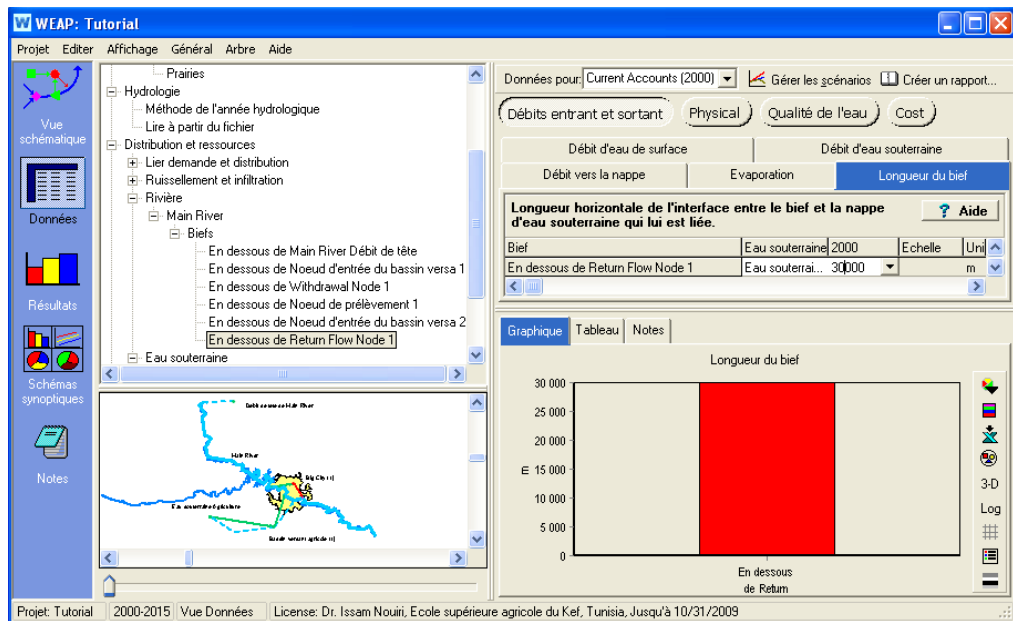 WEAP: Tutorial
Projet Editer Affichage Général Arbre Aide
Vue schématique
Données
Résultats
Schémas synoptiques
Notes
Prairies
Hydrologie
Méthode de l'année hydrologique
Lire à partir du fichier
Distribution et ressources
Lier demande et distribution
Ruissellement et infiltration
Rivière
Main River
Biefs
En dessous de Main River Débit de tête
En dessous de Noeud d'entrée du bassin versa 1
En dessous de Withdrawal Node 1
En dessous de Noeud de prélèvement 1
En dessous de Noeud d'entrée du bassin versa 2
En dessous de Return Flow Node 1
Eau souterraine
Main River
Big City
Données pour: Current Accounts (2000) Gérer les scénarios Créer un rapport...
Débits entrant et sortant Physical Qualité de l'eau Cost
Débit d'eau de surface Débit d'eau souterraine
Débit vers la nappe Evaporation Longueur du bief
Longueur horizontale de l'interface entre le bief et la nappe
d'eau souterraine qui lui est liée.
? Aide
Bief Eau souterraine 2000 Echelle Uni
En dessous de Return Flow Node 1 Eau souterrai... 30000 m
Graphique Tableau Notes
Longueur du bief
30 000
25 000
20 000
15 000
10 000
5 000
0
m
En dessous
de Return
3-D
Log
Projet: Tutorial 2000-2015 Vue Données License: Dr. Issam Nouiri, Ecole supérieure agricole du Kef, Tunisia, Jusqu'à 10/31/2009